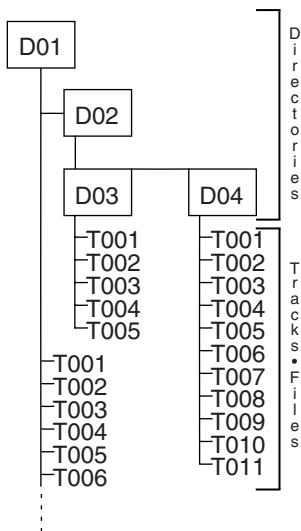 D01
D02
D03
D04
T001
T002
T003
T004
T005
T001
T002
T003
T004
T005
T006
T007
T008
T009
T010
T011
T001
T002
T003
T004
T005
T006
Directories
Tracks • Files